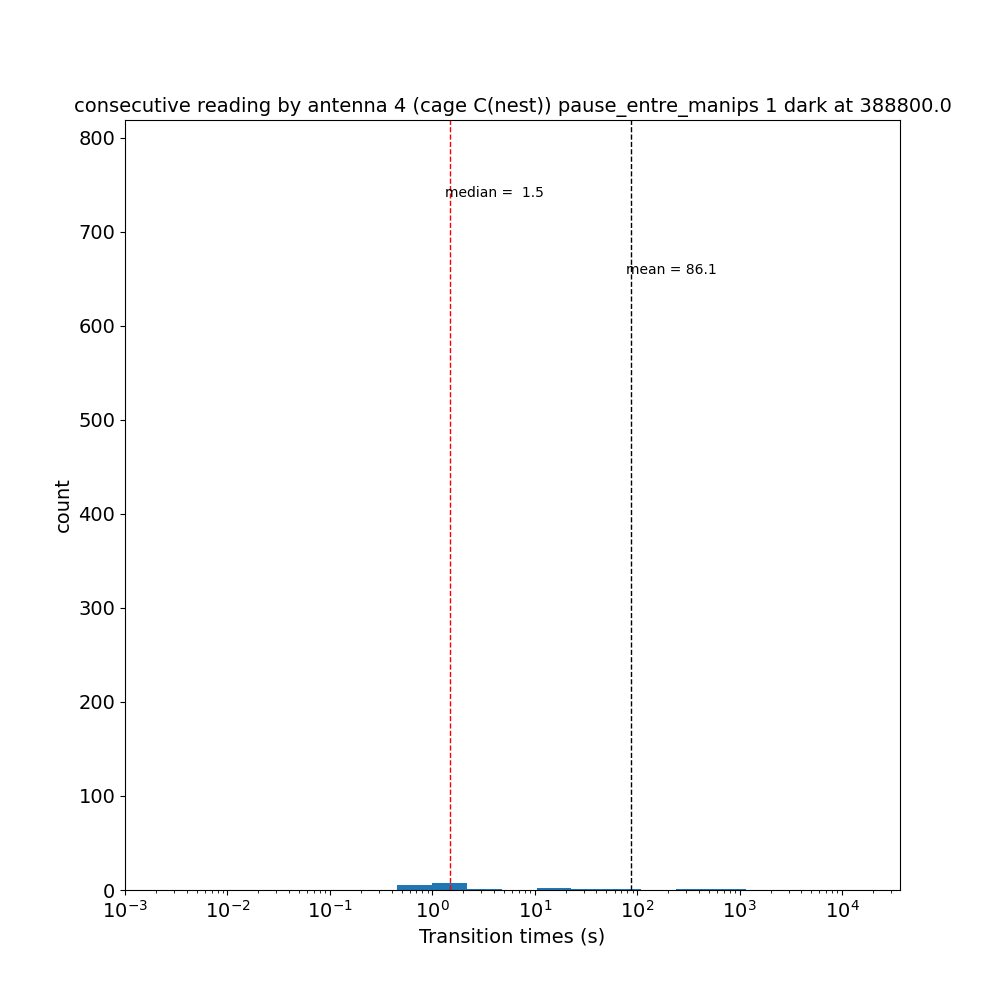 consecutive reading by antenna 4 (cage C(nest)) pause_entre_manips 1 dark at 388800.0
800
median =  1.5
700
mean = 86.1
600
500
count
400
300
200
100
0
10⁻³ 10⁻² 10⁻¹ 10⁰ 10¹ 10² 10³ 10⁴
Transition times (s)